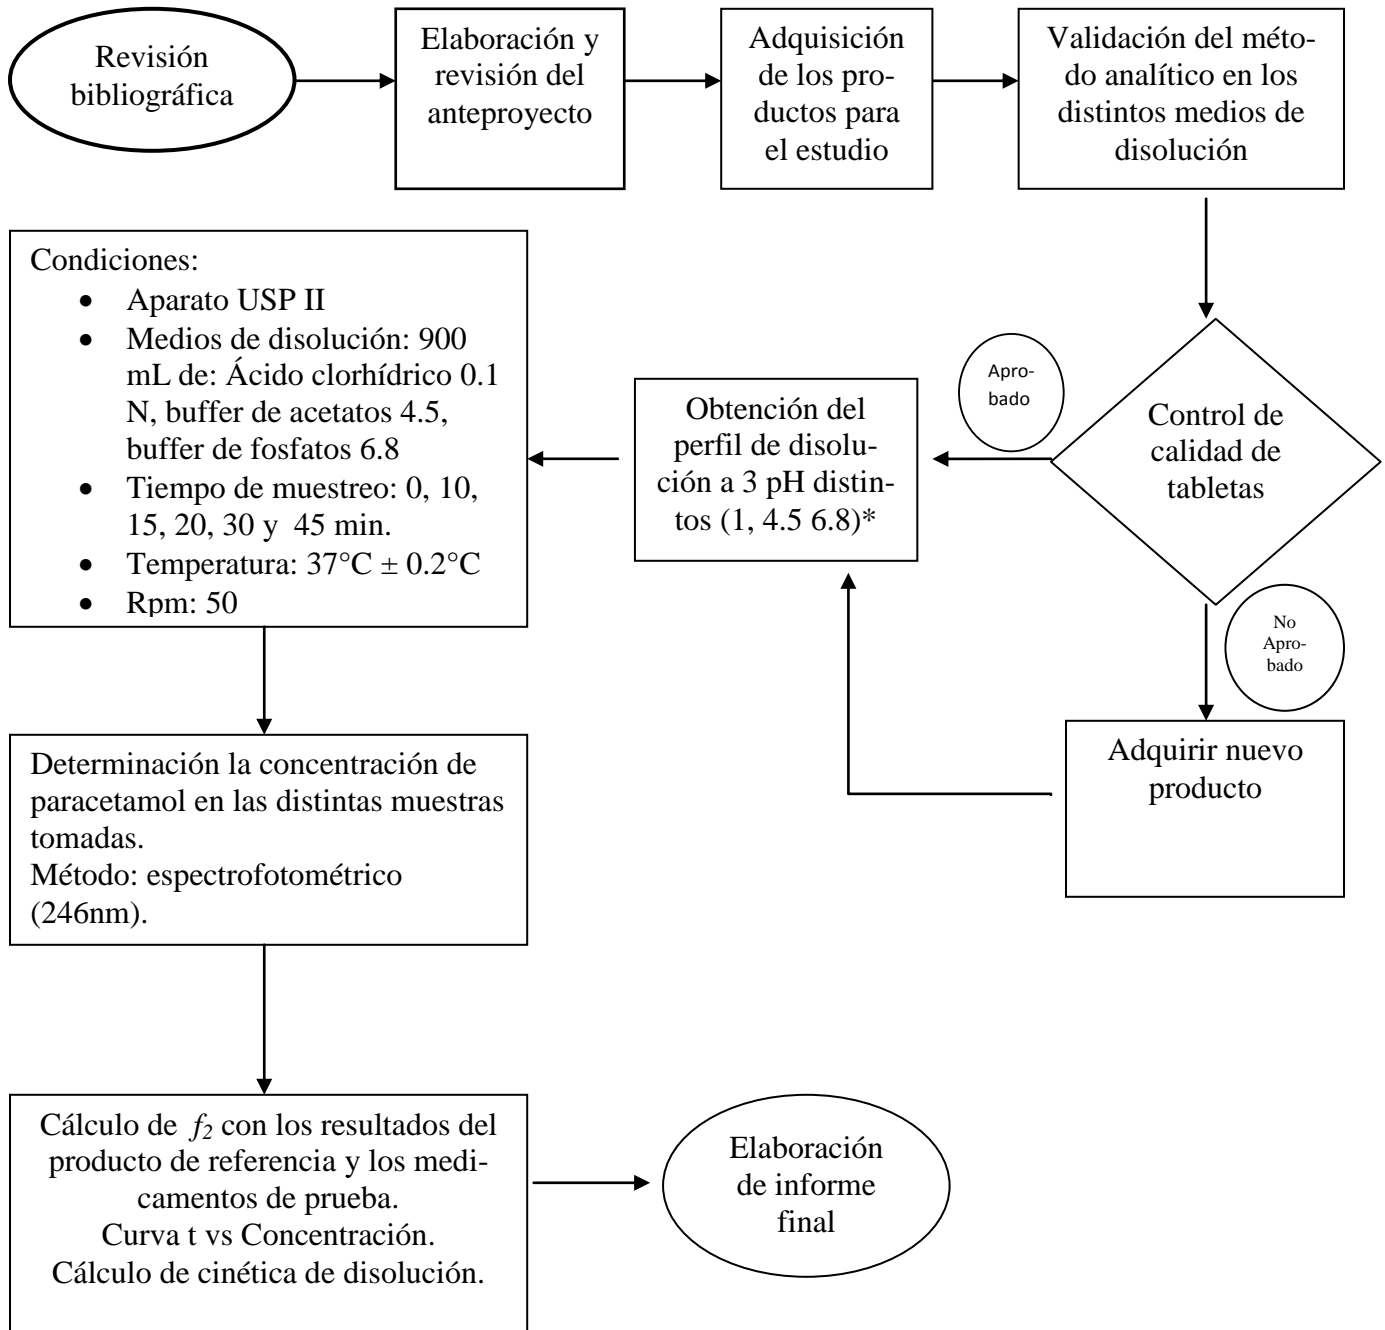 Revisión
bibliográfica
Elaboración y
revisión del
anteproyecto
Adquisición
de los pro-
ductos para
el estudio
Validación del méto-
do analítico en los
distintos medios de
disolución
Control de
calidad de
tabletas
Apro-
bado
No
Apro-
bado
Adquirir nuevo
producto
Obtención del
perfil de disolu-
ción a 3 pH distin-
tos (1, 4.5 6.8)*
Condiciones:
• Aparato USP II
• Medios de disolución: 900
mL de: Ácido clorhídrico 0.1
N, buffer de acetatos 4.5,
buffer de fosfatos 6.8
• Tiempo de muestreo: 0, 10,
15, 20, 30 y 45 min.
• Temperatura: 37°C ± 0.2°C
• Rpm: 50
Determinación la concentración de
paracetamol en las distintas muestras
tomadas.
Método: espectrofotométrico
(246nm).
Cálculo de f2 con los resultados del
producto de referencia y los medi-
camentos de prueba.
Curva t vs Concentración.
Cálculo de cinética de disolución.
Elaboración
de informe
final